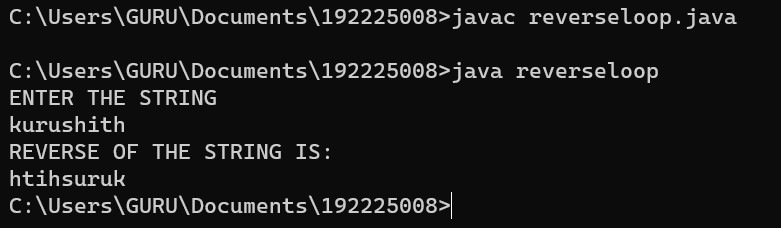 C:\Users\GURU\Documents\192225008>javac reverseloop.java
C:\Users\GURU\Documents\192225008>java reverseloop
ENTER THE STRING
kurushith
REVERSE OF THE STRING IS:
htihsuruk
C:\Users\GURU\Documents\192225008>